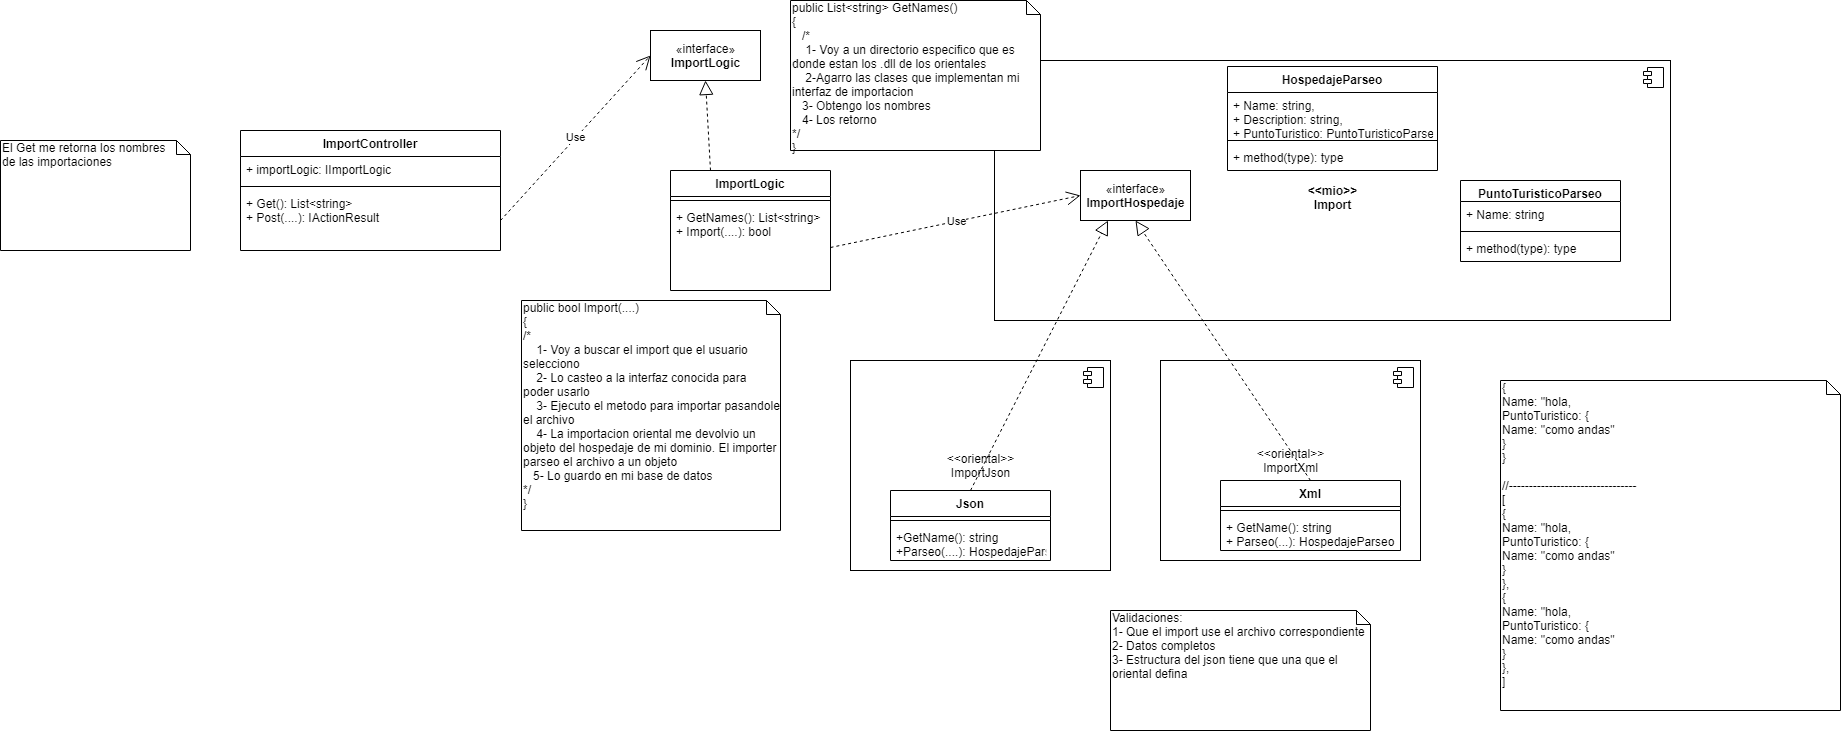 public List<string> GetNames()
{
/*
1- Voy a un directorio especifico que es
donde estan los .dll de los orientales
2-Agarro las clases que implementan mi
interfaz de importacion
3- Obtengo los nombres
4- Los retorno
*/
}
«interface»
ImportLogic
El Get me retorna los nombres
de las importaciones
ImportController
+ importLogic: IImportLogic
+ Get(): List<string>
+ Post(....): IActionResult
Use
ImportLogic
+ GetNames(): List<string>
+ Import(....): bool
Use
«interface»
ImportHospedaje
HospedajeParseo
+ Name: string,
+ Description: string,
+ PuntoTuristico: PuntoTuristicoParse
+ method(type): type
<<mio>>
Import
PuntoTuristicoParseo
+ Name: string
+ method(type): type
public bool Import(....)
{
/*
1- Voy a buscar el import que el usuario
selecciono
2- Lo casteo a la interfaz conocida para
poder usarlo
3- Ejecuto el metodo para importar pasandole
el archivo
4- La importacion oriental me devolvio un
objeto del hospedaje de mi dominio. El importer
parseo el archivo a un objeto
5- Lo guardo en mi base de datos
*/
}
<<oriental>>
ImportJson
Json
+GetName(): string
+Parseo(....): HospedajePar
<<oriental>>
ImportXml
Xml
+ GetName(): string
+ Parseo(...): HospedajeParseo
{
Name: "hola,
PuntoTuristico: {
Name: "como andas"
}
}
//--------------------------------
[
{
Name: "hola,
PuntoTuristico: {
Name: "como andas"
}
},
{
Name: "hola,
PuntoTuristico: {
Name: "como andas"
}
},
]
Validaciones:
1- Que el import use el archivo correspondiente
2- Datos completos
3- Estructura del json tiene que una que el
oriental defina